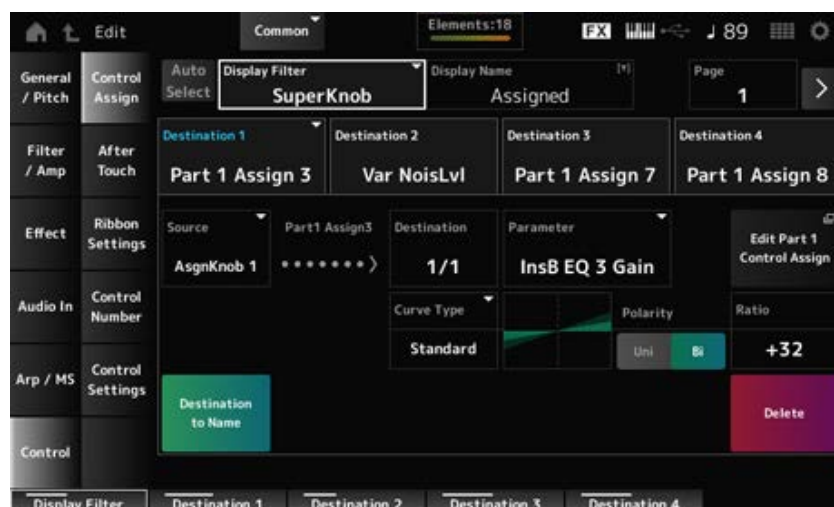 Edit
Common
Elements:18
FX
89
General / Pitch
Control Assign
Auto Select
Display Filter
SuperKnob
Display Name
Assigned
Page
1
Filter / Amp
After Touch
Destination 1
Part 1 Assign 3
Destination 2
Var NoisLvl
Destination 3
Part 1 Assign 7
Destination 4
Part 1 Assign 8
Effect
Ribbon Settings
Source
AsgnKnob 1
Part1 Assign3
Destination
1/1
Parameter
InsB EQ 3 Gain
Edit Part 1 Control Assign
Audio In
Control Number
Curve Type
Standard
Polarity
Uni
Bi
Ratio
+32
Arp / MS
Control Settings
Destination to Name
Delete
Control
Display Filter
Destination 1
Destination 2
Destination 3
Destination 4